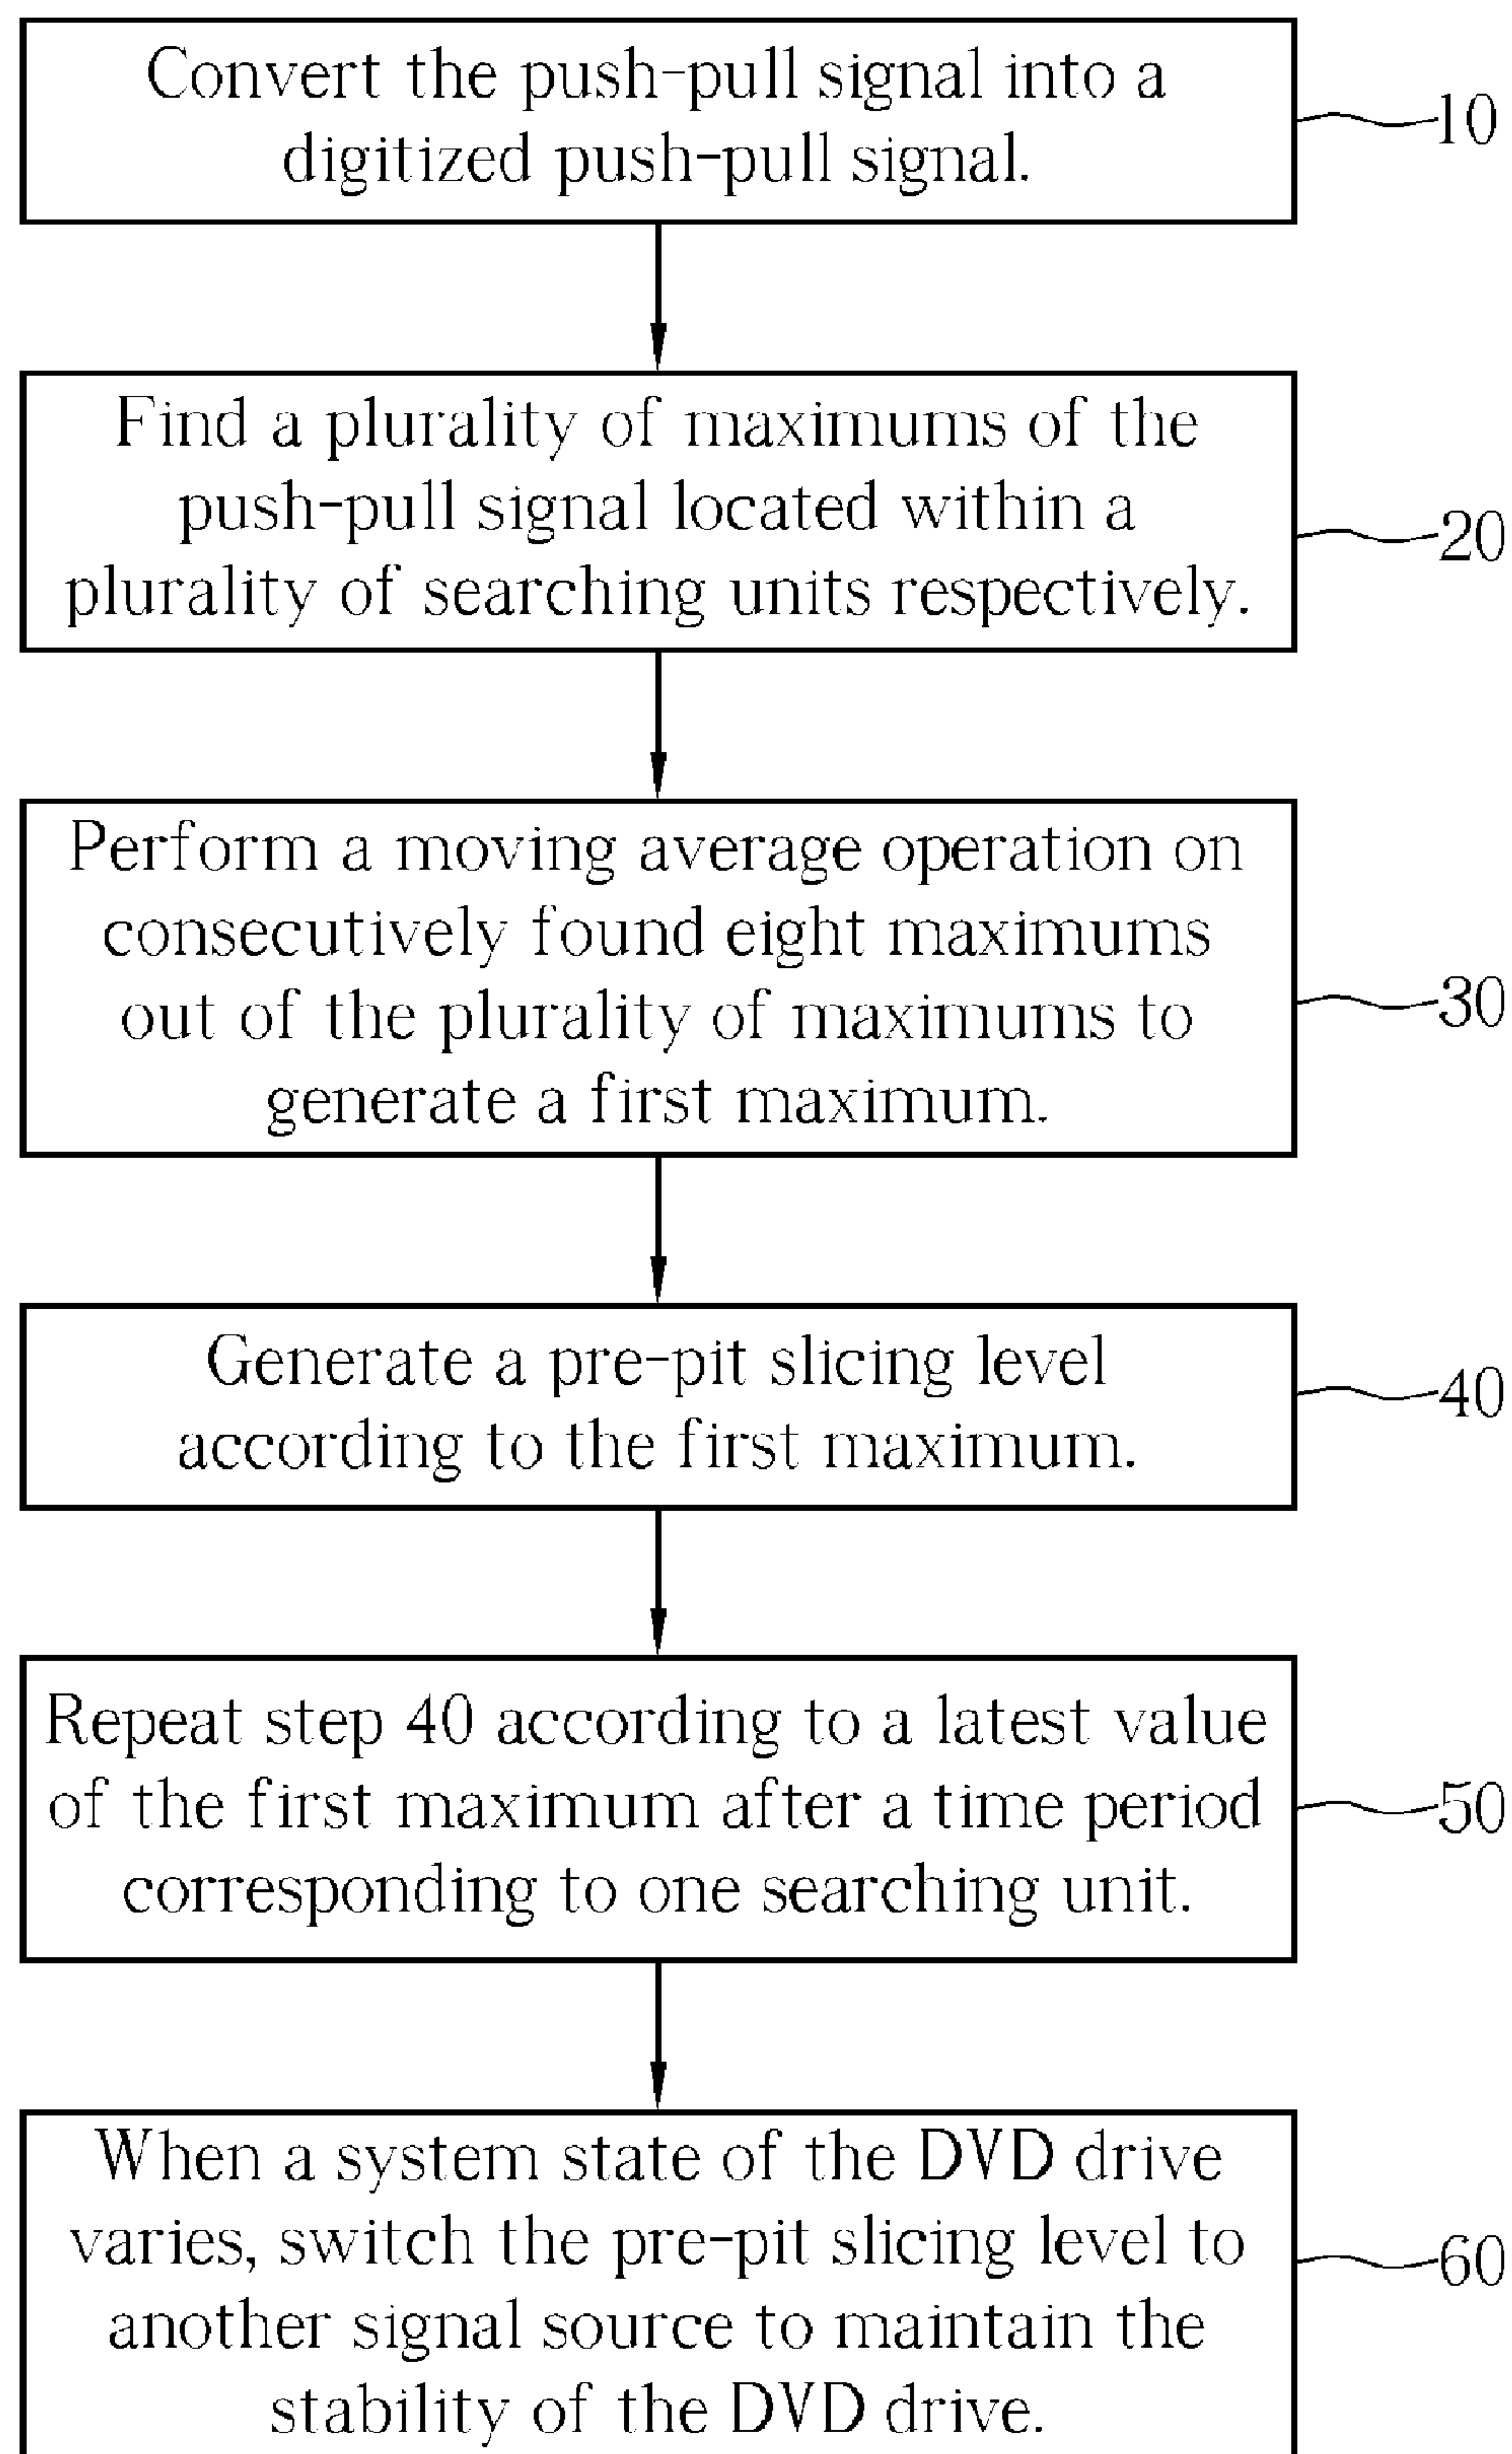 Convert the push-pull signal into a
digitized push-pull signal.
10
Find a plurality of maximums of the
push-pull signal located within a
plurality of searching units respectively.
20
Perform a moving average operation on
consecutively found eight maximums
out of the plurality of maximums to
generate a first maximum.
30
Generate a pre-pit slicing level
according to the first maximum.
40
Repeat step 40 according to a latest value
of the first maximum after a time period
corresponding to one searching unit.
50
When a system state of the DVD drive
varies, switch the pre-pit slicing level to
another signal source to maintain the
stability of the DVD drive.
60